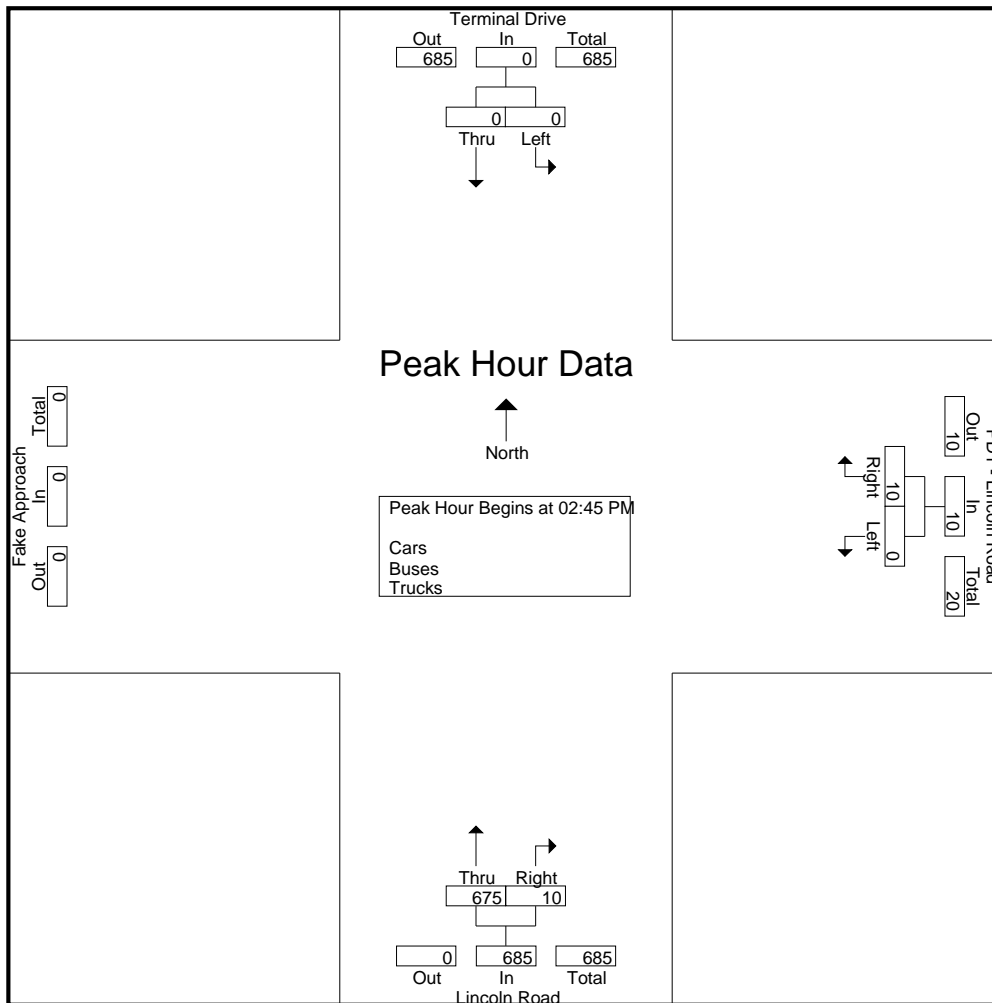 Terminal Drive
Out In Total
685 0 685
0 0
Thru Left
Peak Hour Data
North
Peak Hour Begins at 02:45 PM
Cars
Buses
Trucks
Fake Approach
Out In Total
0 0 0
Lincoln Road
Out In Total
10 10 20
Right Left
10 0
Thru Right
675 10
0 685 685
Out In Total
Lincoln Road